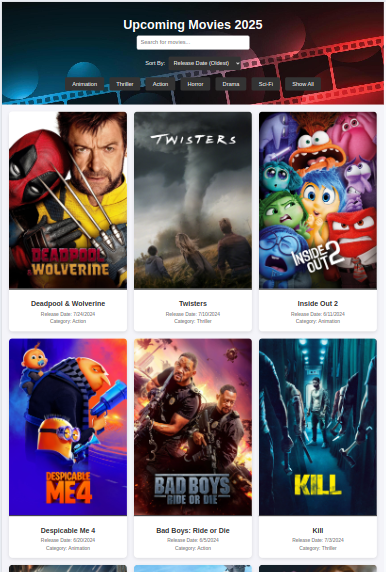 Upcoming Movies 2025
Search for movies...
Sort By: Release Date (Oldest)
Animation Thriller Action Horror Drama Sci-Fi Show All
DEADPOOL
WOLVERINE
TWISTERS
INSIDE OUT 2
Deadpool & Wolverine
Release Date: 7/24/2024
Category: Action
Twisters
Release Date: 7/10/2024
Category: Thriller
Inside Out 2
Release Date: 6/11/2024
Category: Animation
DESPICABLE
ME4
BAD BOYS
RIDE OR DIE
KILL
Despicable Me 4
Release Date: 6/20/2024
Category: Animation
Bad Boys: Ride or Die
Release Date: 6/5/2024
Category: Action
Kill
Release Date: 7/3/2024
Category: Thriller